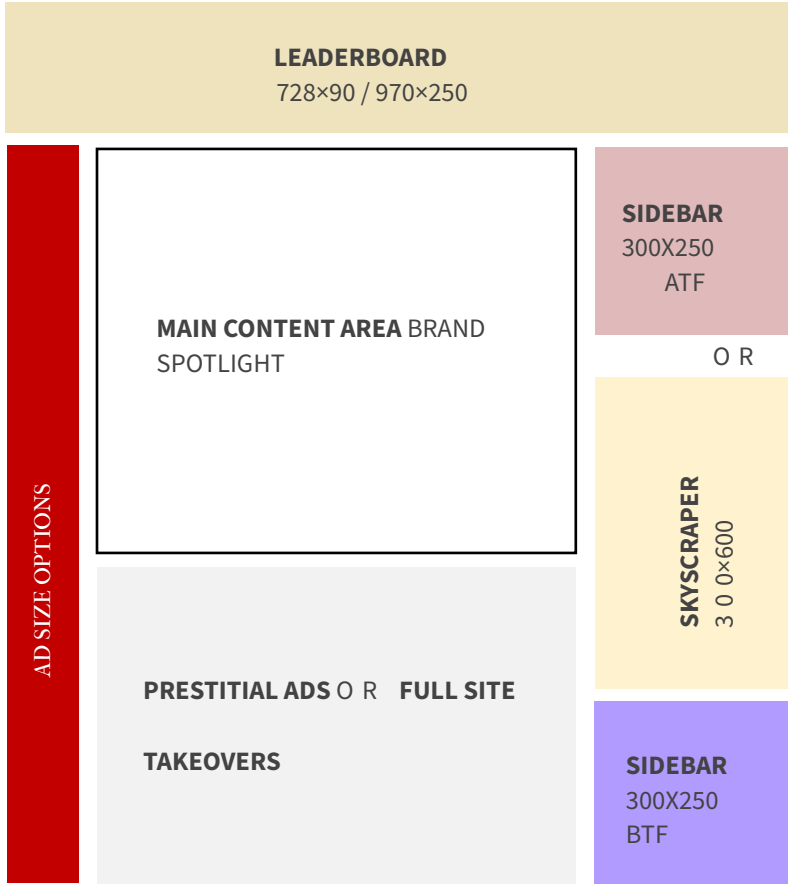 LEADERBOARD
728×90 / 970×250
AD SIZE OPTIONS
MAIN CONTENT AREA BRAND
SPOTLIGHT
SIDEBAR
300X250
ATF
O R
SKYSCRAPER
3 0 0×600
PRESTITIAL ADS O R FULL SITE
TAKEOVERS
SIDEBAR
300X250
BTF